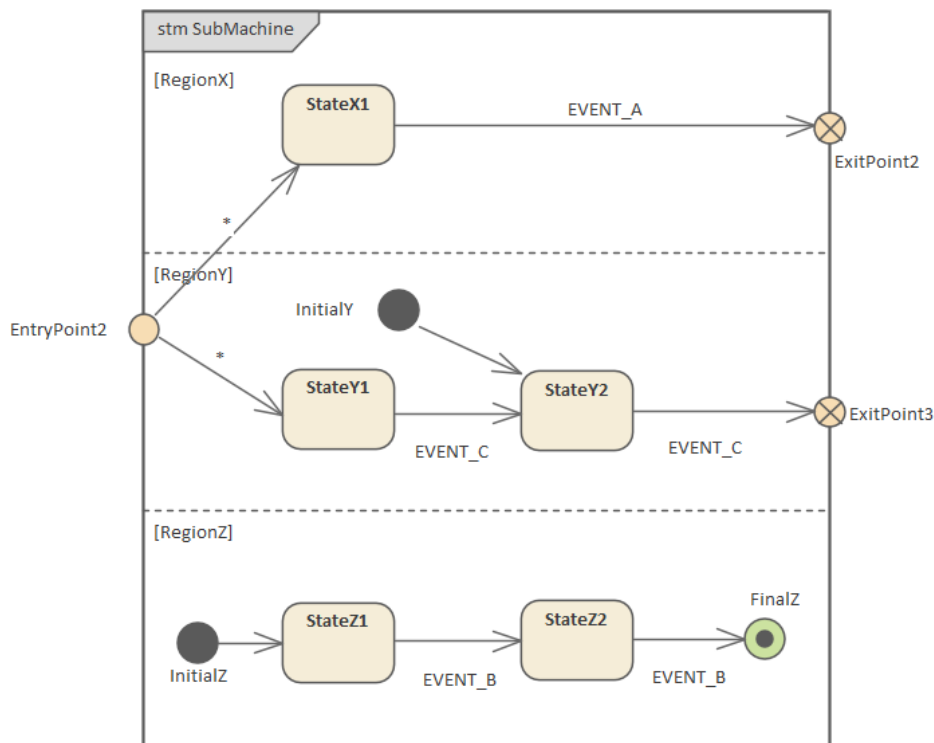 stm SubMachine
[RegionX]
StateX1
EVENT_A
ExitPoint2
*
[RegionY]
InitialY
EntryPoint2
*
StateY1
StateY2
ExitPoint3
EVENT_C
EVENT_C
[RegionZ]
FinalZ
StateZ1
StateZ2
InitialZ
EVENT_B
EVENT_B